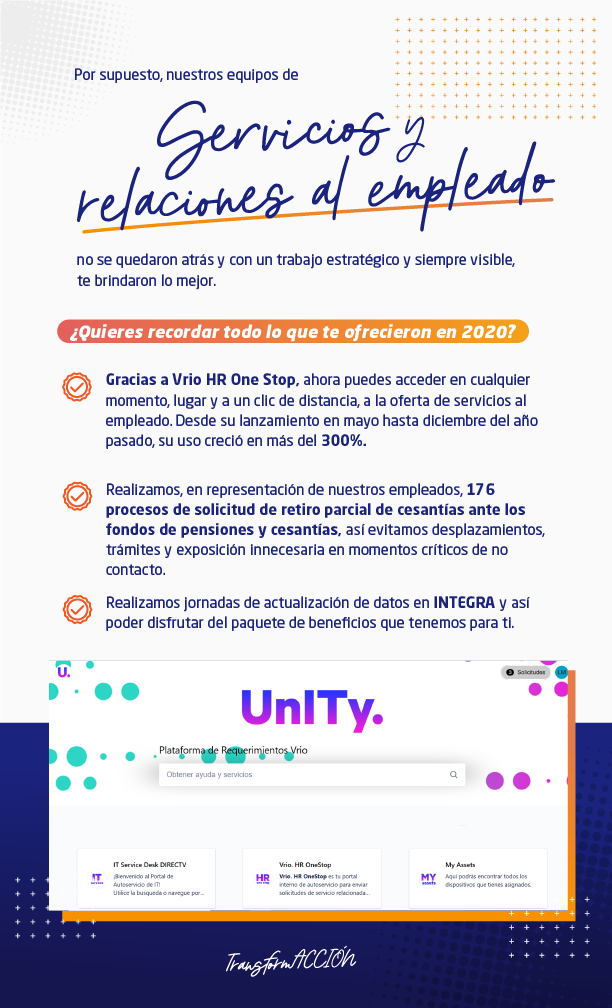 Por supuesto, nuestros equipos de
Servicios y
relaciones al empleado
no se quedaron atrás y con un trabajo estratégico y siempre visible,
te brindaron lo mejor.
¿Quieres recordar todo lo que te ofrecieron en 2020?
Gracias a Vrio HR One Stop, ahora puedes acceder en cualquier
momento, lugar y a un clic de distancia, a la oferta de servicios al
empleado. Desde su lanzamiento en mayo hasta diciembre del año
pasado, su uso creció en más del 300%.
Realizamos, en representación de nuestros empleados, 176
procesos de solicitud de retiro parcial de cesantías ante los
fondos de pensiones y cesantías, así evitamos desplazamientos,
trámites y exposición innecesaria en momentos críticos de no
contacto.
Realizamos jornadas de actualización de datos en INTEGRA y así
poder disfrutar del paquete de beneficios que tenemos para ti.
U.
3 Solicitudes LM
UnITy.
Plataforma de Requerimientos Vrio
Obtener ayuda y servicios
IT Service Desk DIRECTV
¡Bienvenido al Portal de
Autoservicio de IT!
Utilice la busqueda o navegue por...
Vrio. HR OneStop
HR
one stop
Vrio. HR OneStop es tu portal
interno de autoservicio para enviar
solicitudes de servicio relacionada...
My Assets
MY
assets
Aquí podrás encontrar todos los
dispositivos que tienes asignados.
TransformACCIÓN